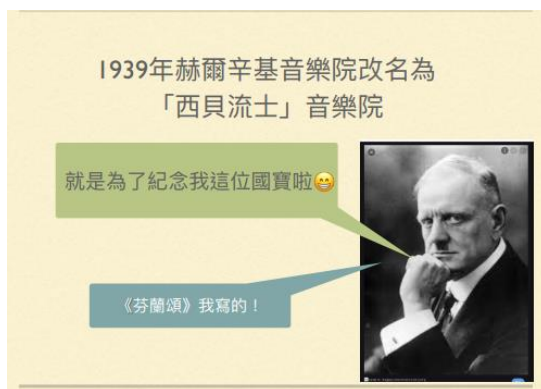 1939年赫爾辛基音樂院改名為
「西貝流士」音樂院
就是為了紀念我這位國寶啦😁
《芬蘭頌》我寫的！